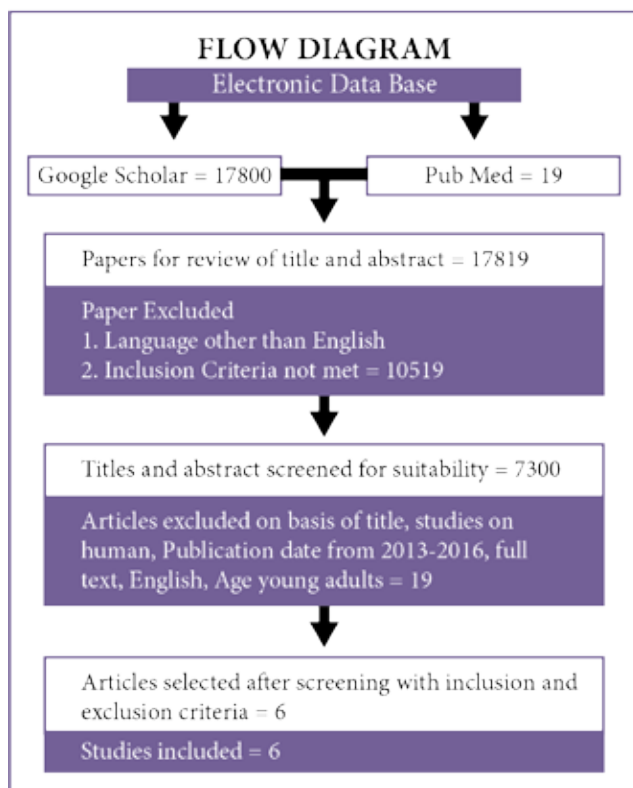 FLOW DIAGRAM
Electronic Data Base
Google Scholar = 17800
Pub Med = 19
Papers for review of title and abstract = 17819
Paper Excluded
1. Language other than English
2. Inclusion Criteria not met = 10519
Titles and abstract screened for suitability = 7300
Articles excluded on basis of title, studies on
human, Publication date from 2013-2016, full
text, English, Age young adults = 19
Articles selected after screening with inclusion and
exclusion criteria = 6
Studies included = 6